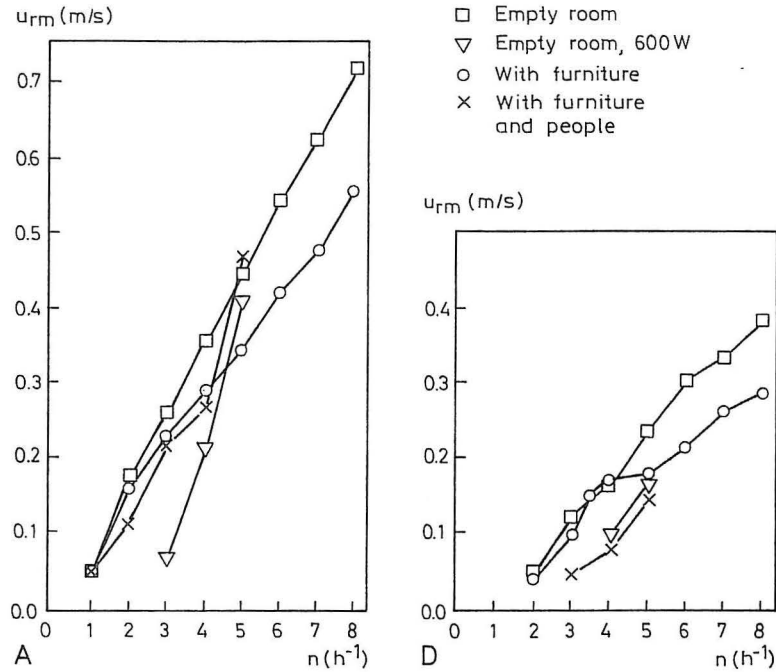 u_rm (m/s)
0.7
0.6
0.5
0.4
0.3
0.2
0.1
0.0
0 1 2 3 4 5 6 7 8
A n (h⁻¹)
Empty room
Empty room, 600W
With furniture
With furniture
and people
u_rm (m/s)
0.4
0.3
0.2
0.1
0.0
0 1 2 3 4 5 6 7 8
D n (h⁻¹)